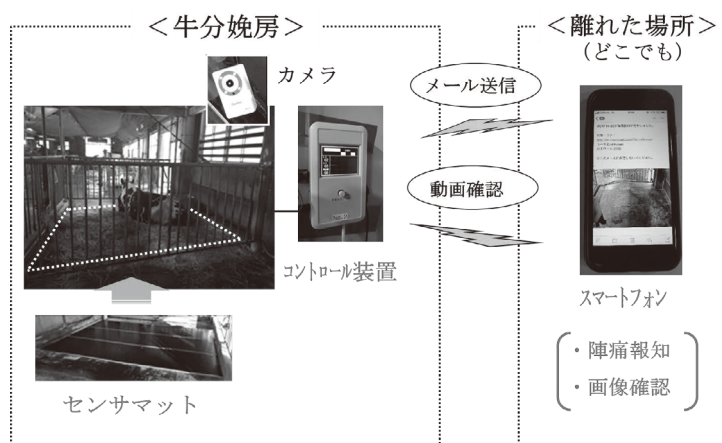 ＜牛分娩房＞
カメラ
コントロール装置
センサマット
メール送信
動画確認
＜離れた場所＞
（どこでも）
スマートフォン
・陣痛報知
・画像確認